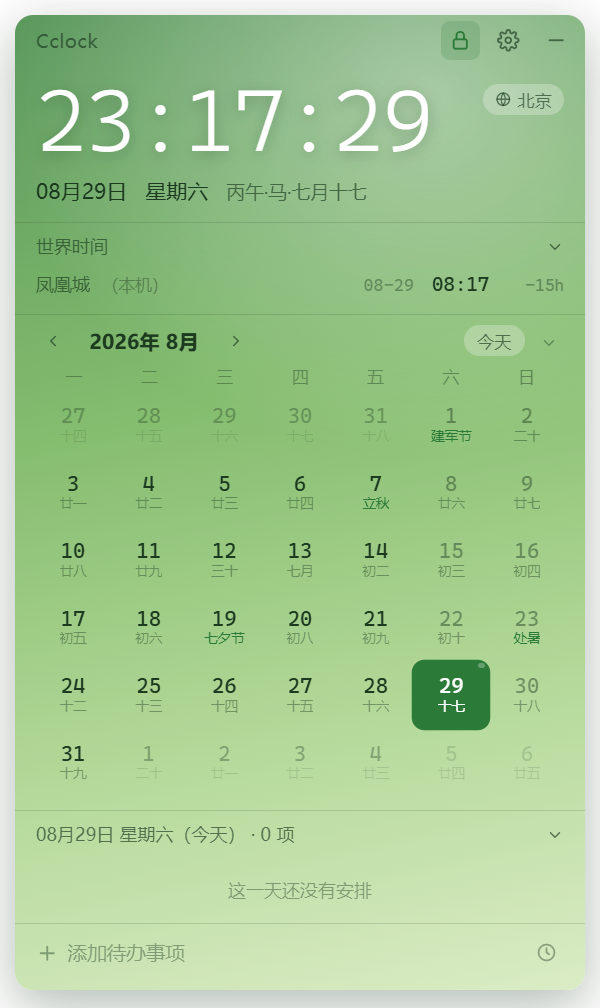 Cclock
23:17:29
北京
08月29日 星期六 丙午·马·七月十七
世界时间
凤凰城 （本机） 08-29 08:17 −15h
2026年 8月 今天
一 二 三 四 五 六 日
27 28 29 30 31 1 2
十四 十五 十六 十七 十八 建军节 二十
3 4 5 6 7 8 9
廿一 廿二 廿三 廿四 立秋 廿六 廿七
10 11 12 13 14 15 16
廿八 廿九 三十 七月 初二 初三 初四
17 18 19 20 21 22 23
初五 初六 七夕节 初八 初九 初十 处暑
24 25 26 27 28 29 30
十二 十三 十四 十五 十六 十七 十八
31 1 2 3 4 5 6
十九 二十 廿一 廿二 廿三 廿四 廿五
08月29日 星期六（今天） · 0 项
这一天还没有安排
添加待办事项